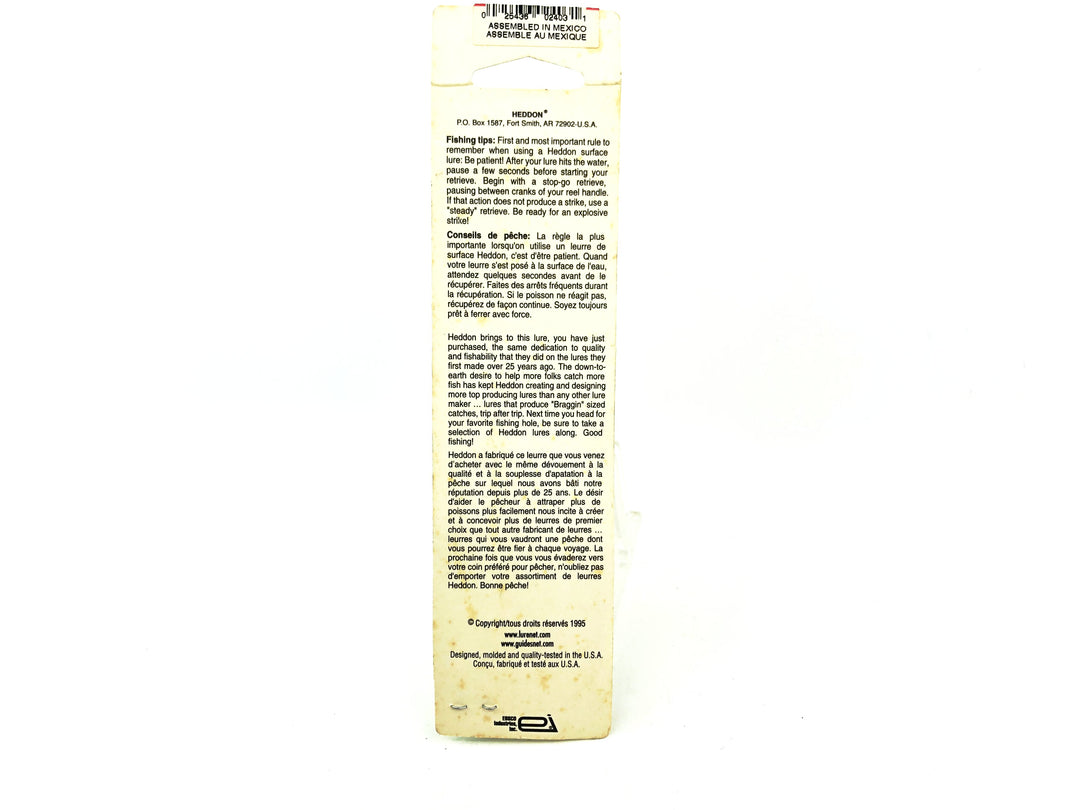 0 25436 02403 1
ASSEMBLED IN MEXICO
ASSEMBLE AU MEXIQUE
HEDDON®
P.O. Box 1587, Fort Smith, AR 72902-U.S.A.
Fishing tips: First and most important rule to
remember when using a Heddon surface
lure: Be patient! After your lure hits the water,
pause a few seconds before starting your
retrieve. Begin with a stop-go retrieve,
pausing between cranks of your reel handle.
If that action does not produce a strike, use a
"steady" retrieve. Be ready for an explosive
strike!
Conseils de pêche: La règle la plus
importante lorsqu'on utilise un leurre de
surface Heddon, c'est d'être patient. Quand
votre leurre s'est posé à la surface de l'eau,
attendez quelques secondes avant de le
récupérer. Faites des arrêts fréquents durant
la récupération. Si le poisson ne réagit pas,
récupérez de façon continue. Soyez toujours
prêt à ferrer avec force.
Heddon brings to this lure, you have just
purchased, the same dedication to quality
and fishability that they did on the lures they
first made over 25 years ago. The down-to-
earth desire to help more folks catch more
fish has kept Heddon creating and designing
more top producing lures than any other lure
maker ... lures that produce "Braggin" sized
catches, trip after trip. Next time you head for
your favorite fishing hole, be sure to take a
selection of Heddon lures along. Good
fishing!
Heddon a fabriqué ce leurre que vous venez
d'acheter avec le même dévouement à la
qualité et à la souplesse d'apatation à la
pêche sur lequel nous avons bâti notre
réputation depuis plus de 25 ans. Le désir
d'aider le pêcheur à attraper plus de
poissons plus facilement nous incite à créer
et à concevoir plus de leurres de premier
choix que tout autre fabricant de leurres ...
leurres qui vous vaudront une pêche dont
vous pourrez être fier à chaque voyage. La
prochaine fois que vous vous évaderez vers
votre coin préféré pour pêcher, n'oubliez pas
d'emporter votre assortiment de leurres
Heddon. Bonne pêche!
© Copyright/tous droits réservés 1995
www.lurenet.com
www.guidesnet.com
Designed, molded and quality-tested in the U.S.A.
Conçu, fabriqué et testé aux U.S.A.
EBSCO
Industries,
Inc.
ei